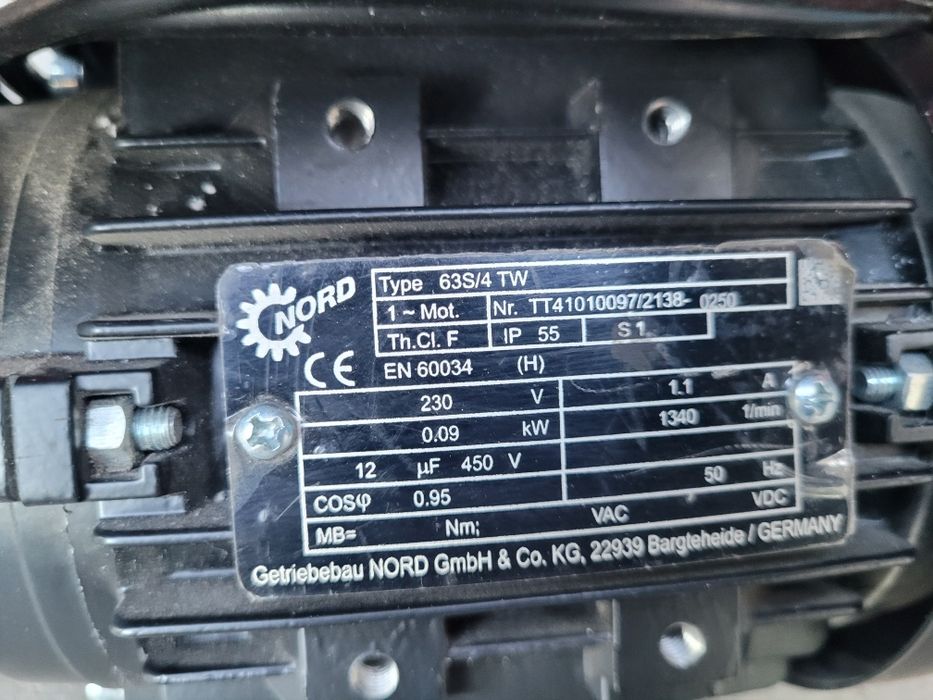 NORD
Type 63S/4 TW
1 ~ Mot. Nr. TT41010097/2138- 0250
Th.Cl. F IP 55 S 1
CE EN 60034 (H)
230 V 1.1 A
0.09 kW 1340 1/min
12 µF 450 V
COSφ 0.95 50 Hz
MB= Nm; VAC VDC
Getriebebau NORD GmbH & Co. KG, 22939 Bargteheide / GERMANY